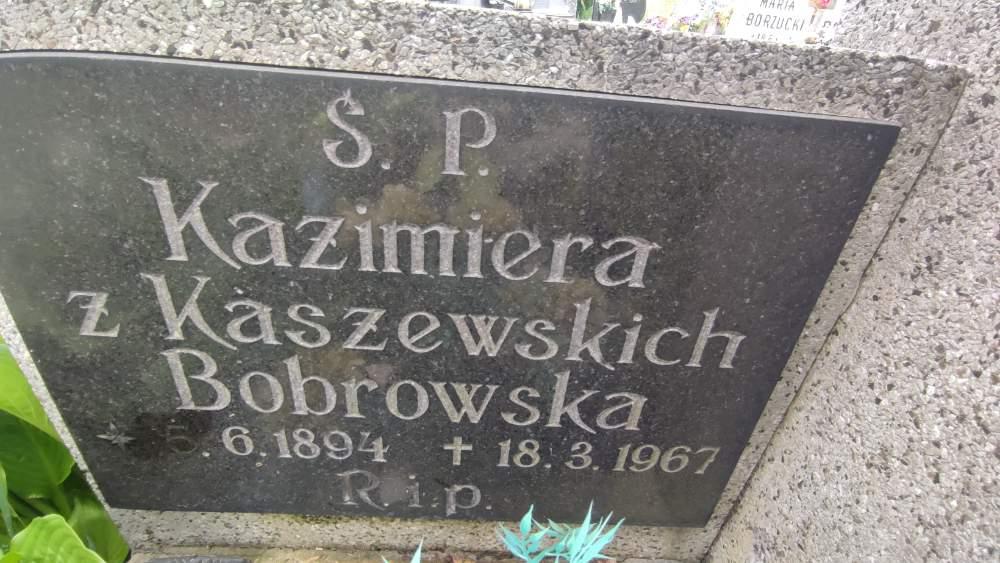 MARIA
BORZUCKI
Ś. P.
Kazimiera
z Kaszewskich
Bobrowska
5. 6. 1894 + 18. 3. 1967
R. i p.